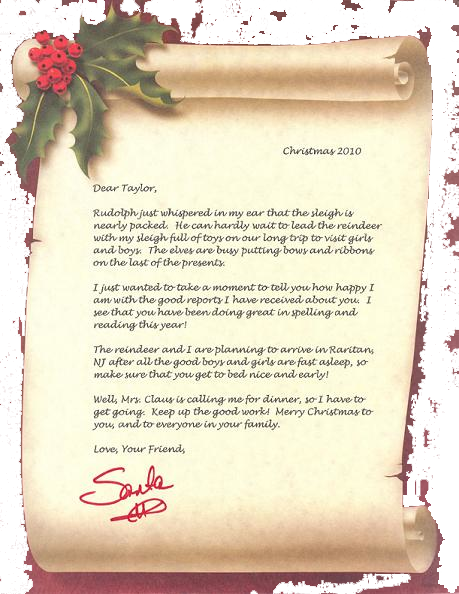 Christmas 2010
Dear Taylor,
Rudolph just whispered in my ear that the sleigh is
nearly packed. He can hardly wait to lead the reindeer
with my sleigh full of toys on our long trip to visit girls
and boys. The elves are busy putting bows and ribbons
on the last of the presents.
I just wanted to take a moment to tell you how happy I
am with the good reports I have received about you. I
see that you have been doing great in spelling and
reading this year!
The reindeer and I are planning to arrive in Raritan,
NJ after all the good boys and girls are fast asleep, so
make sure that you get to bed nice and early!
Well, Mrs. Claus is calling me for dinner, so I have to
get going. Keep up the good work! Merry Christmas to
you, and to everyone in your family.
Love, Your Friend,
Santa